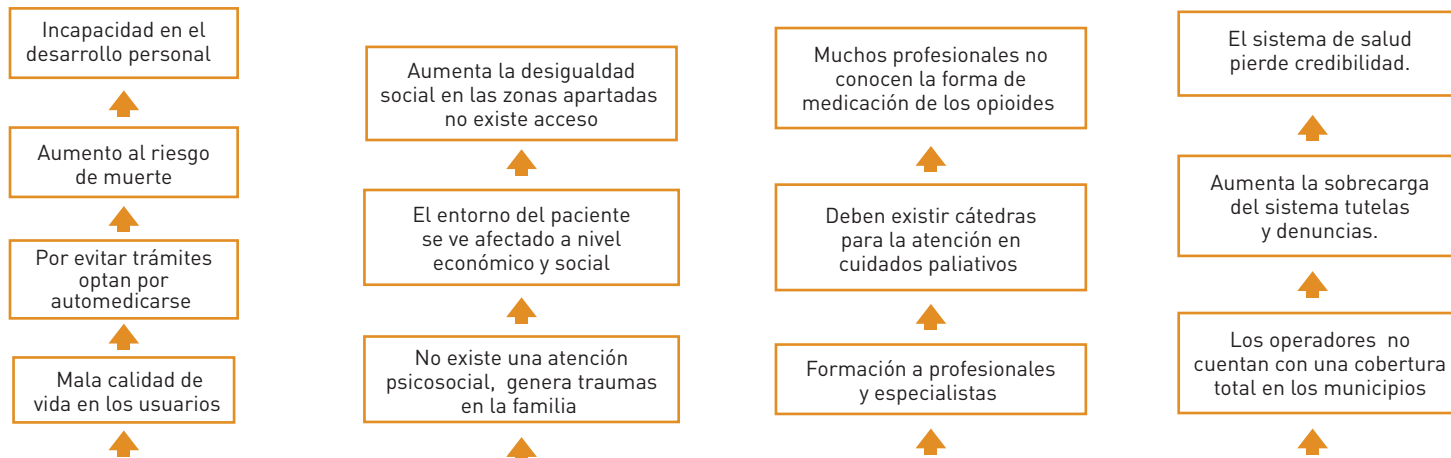 Incapacidad en el
desarrollo personal
Aumento al riesgo
de muerte
Por evitar trámites
optan por
automedicarse
Mala calidad de
vida en los usuarios
Aumenta la desigualdad
social en las zonas apartadas
no existe acceso
El entorno del paciente
se ve afectado a nivel
económico y social
No existe una atención
psicosocial, genera traumas
en la familia
Muchos profesionales no
conocen la forma de
medicación de los opioides
Deben existir cátedras
para la atención en
cuidados paliativos
Formación a profesionales
y especialistas
El sistema de salud
pierde credibilidad.
Aumenta la sobrecarga
del sistema tutelas
y denuncias.
Los operadores no
cuentan con una cobertura
total en los municipios